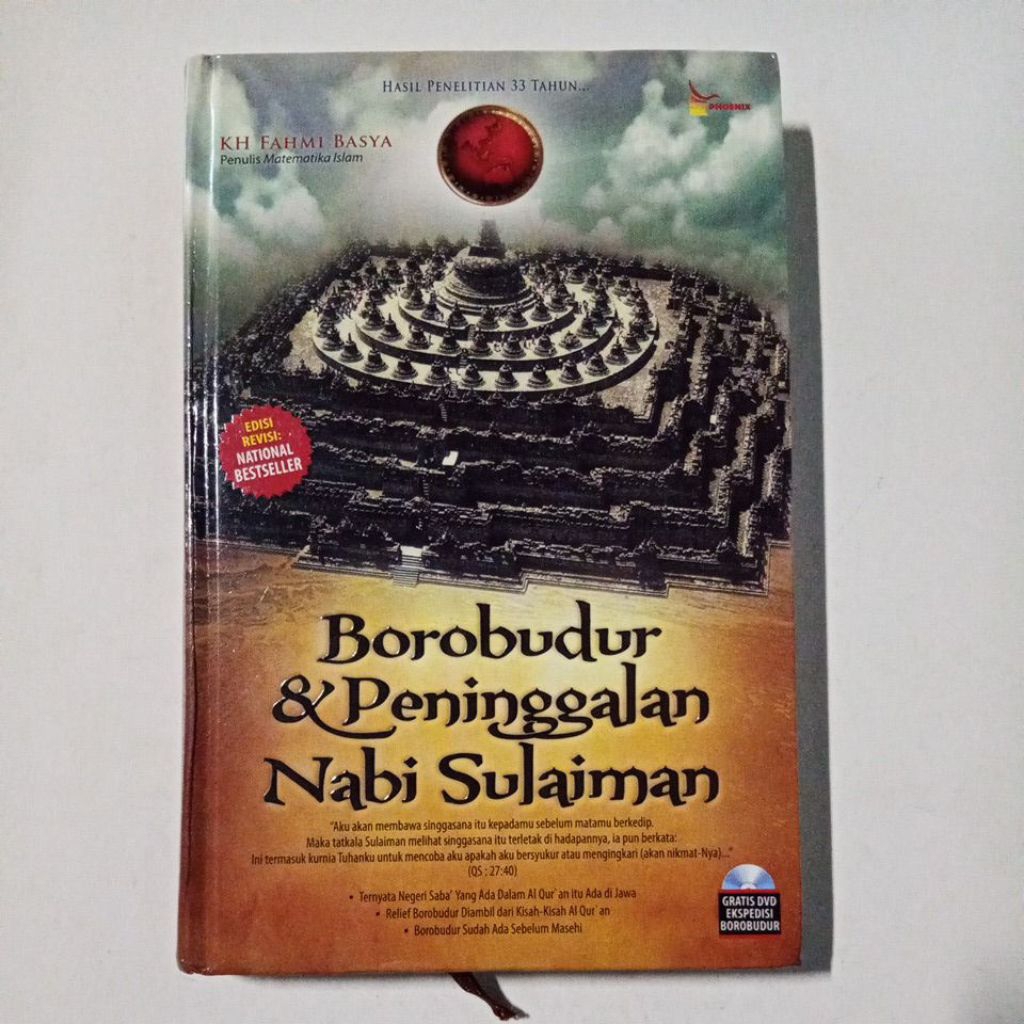 HASIL PENELITIAN 33 TAHUN...
PHOENIX
KH FAHMI BASYA
Penulis Matematika Islam
EDISI
REVISI:
NATIONAL
BESTSELLER
Borobudur
& Peninggalan
Nabi Sulaiman
"Aku akan membawa singgasana itu kepadamu sebelum matamu berkedip.
Maka tatkala Sulaiman melihat singgasana itu terletak di hadapannya, ia pun berkata:
Ini termasuk kurnia Tuhanku untuk mencoba aku apakah aku bersyukur atau mengingkari (akan nikmat-Nya)..."
(QS : 27:40)
• Ternyata Negeri Saba' Yang Ada Dalam Al Qur`an itu Ada di Jawa
• Relief Borobudur Diambil dari Kisah-Kisah Al Qur`an
• Borobudur Sudah Ada Sebelum Masehi
GRATIS DVD
EKSPEDISI
BOROBUDUR